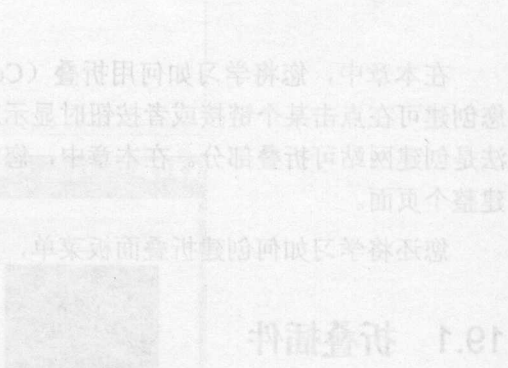 在本章中，您将学习如何用折叠（Co
您创建可在点击某个链接或者按钮时显示
法是创建网站可折叠部分。在本章中，您
建整个页面。
您还将学习如何创建折叠面板菜单，
19.1 折叠插件